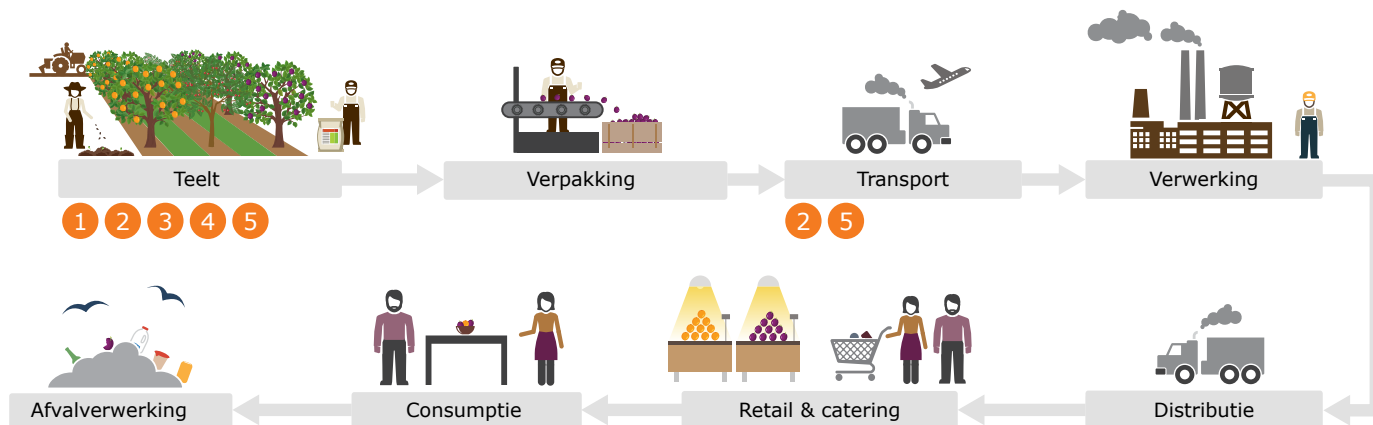 Teelt
Verpakking
Transport
Verwerking
1 2 3 4 5
2 5
Afvalverwerking
Consumptie
Retail & catering
Distributie